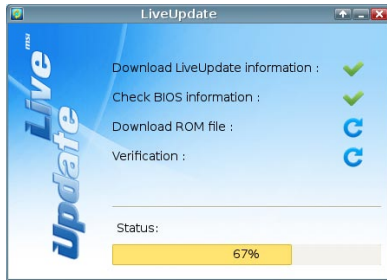 LiveUpdate
msi
Live
Update
Download LiveUpdate information :
Check BIOS information :
Download ROM file :
Verification :
Status:
67%